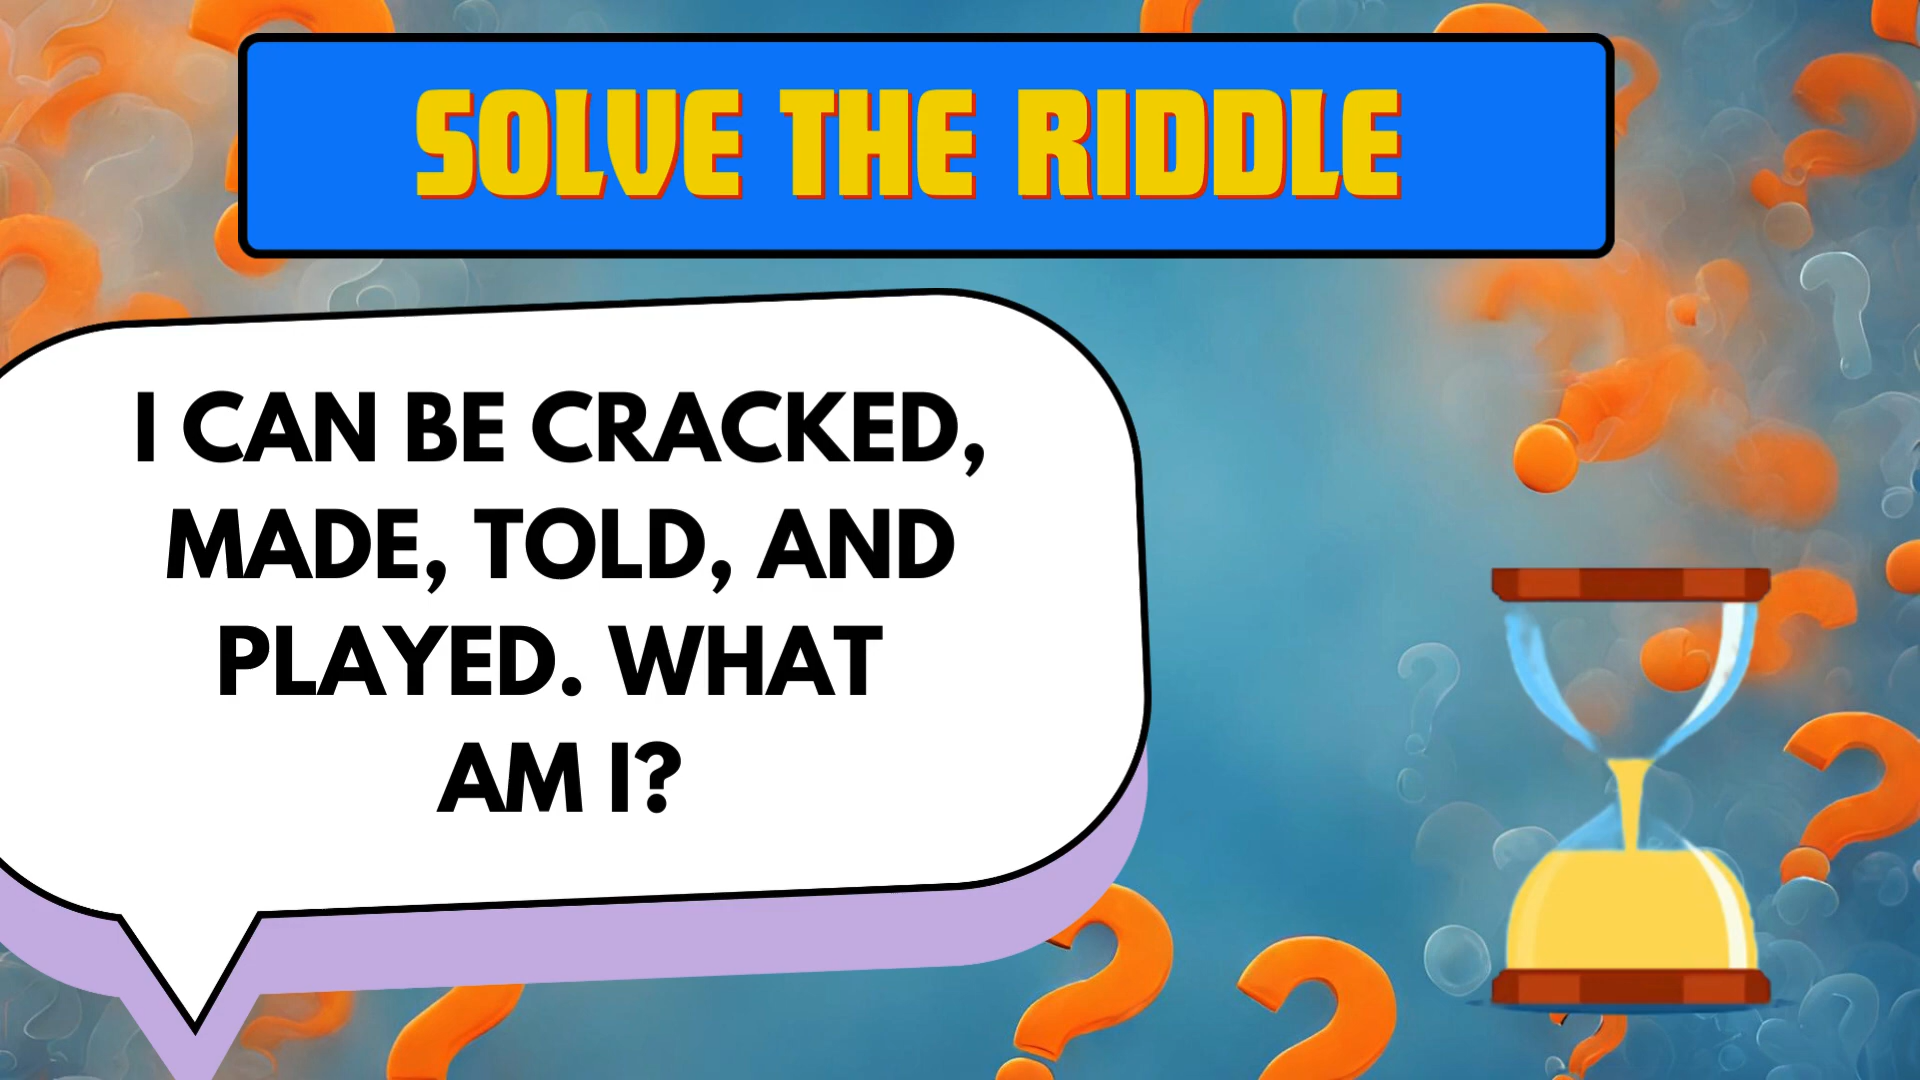 SOLVE THE RIDDLE
I CAN BE CRACKED,
MADE, TOLD, AND
PLAYED. WHAT
AM I?